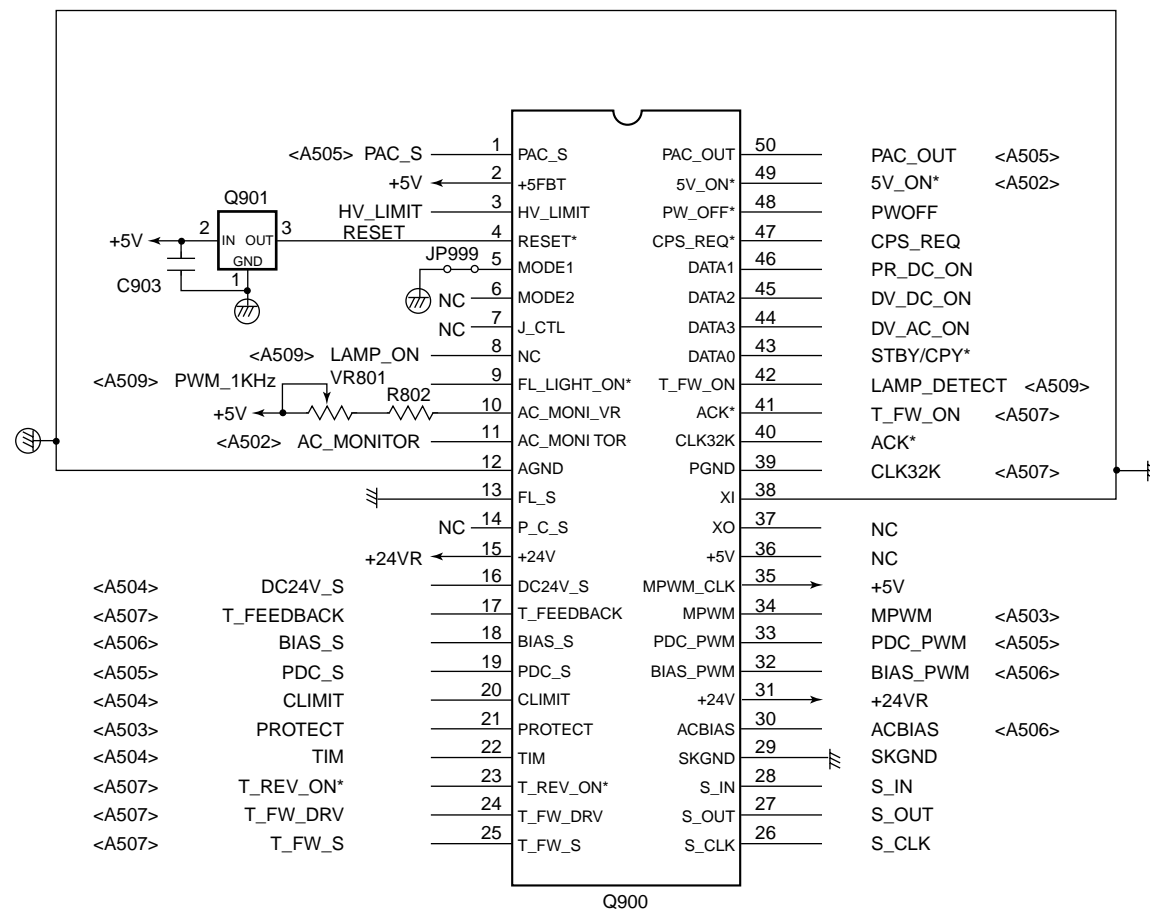 <A505> PAC_S 1 PAC_S PAC_OUT 50 PAC_OUT <A505>
+5V 2 +5FBT 5V_ON* 49 5V_ON* <A502>
Q901
HV_LIMIT 3 HV_LIMIT PW_OFF* 48 PWOFF
+5V 2 IN OUT 3 RESET 4 RESET* CPS_REQ* 47 CPS_REQ
GND
1
C903
JP999 5 MODE1 DATA1 46 PR_DC_ON
NC 6 MODE2 DATA2 45 DV_DC_ON
NC 7 J_CTL DATA3 44 DV_AC_ON
<A509> LAMP_ON 8 NC DATA0 43 STBY/CPY*
<A509> PWM_1KHz 9 FL_LIGHT_ON* T_FW_ON 42 LAMP_DETECT <A509>
VR801
R802
+5V 10 AC_MONI_VR ACK* 41 T_FW_ON <A507>
<A502> AC_MONITOR 11 AC_MONI TOR CLK32K 40 ACK*
12 AGND PGND 39 CLK32K <A507>
13 FL_S XI 38
NC 14 P_C_S XO 37 NC
+24VR 15 +24V +5V 36 NC
<A504> DC24V_S 16 DC24V_S MPWM_CLK 35 +5V
<A507> T_FEEDBACK 17 T_FEEDBACK MPWM 34 MPWM <A503>
<A506> BIAS_S 18 BIAS_S PDC_PWM 33 PDC_PWM <A505>
<A505> PDC_S 19 PDC_S BIAS_PWM 32 BIAS_PWM <A506>
<A504> CLIMIT 20 CLIMIT +24V 31 +24VR
<A503> PROTECT 21 PROTECT ACBIAS 30 ACBIAS <A506>
<A504> TIM 22 TIM SKGND 29 SKGND
<A507> T_REV_ON* 23 T_REV_ON* S_IN 28 S_IN
<A507> T_FW_DRV 24 T_FW_DRV S_OUT 27 S_OUT
<A507> T_FW_S 25 T_FW_S S_CLK 26 S_CLK
Q900